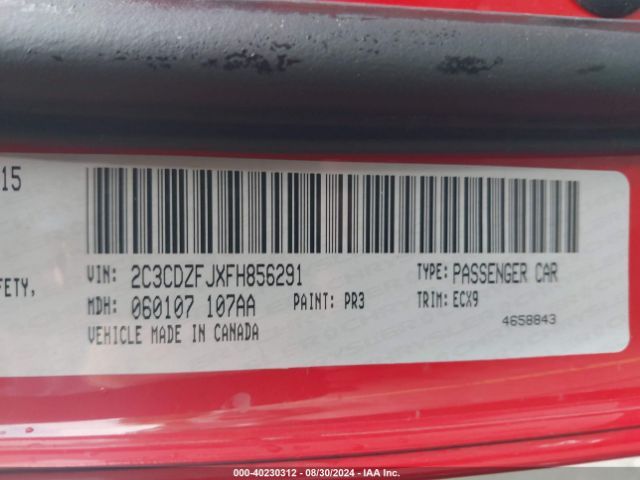 15
VIN: 2C3CDZFJXFH856291 TYPE: PASSENGER CAR
FETY,
MDH: 060107 107AA PAINT: PR3 TRIM: ECX9
VEHICLE MADE IN CANADA 4658843
000-40230312 - 08/30/2024 - IAA Inc.